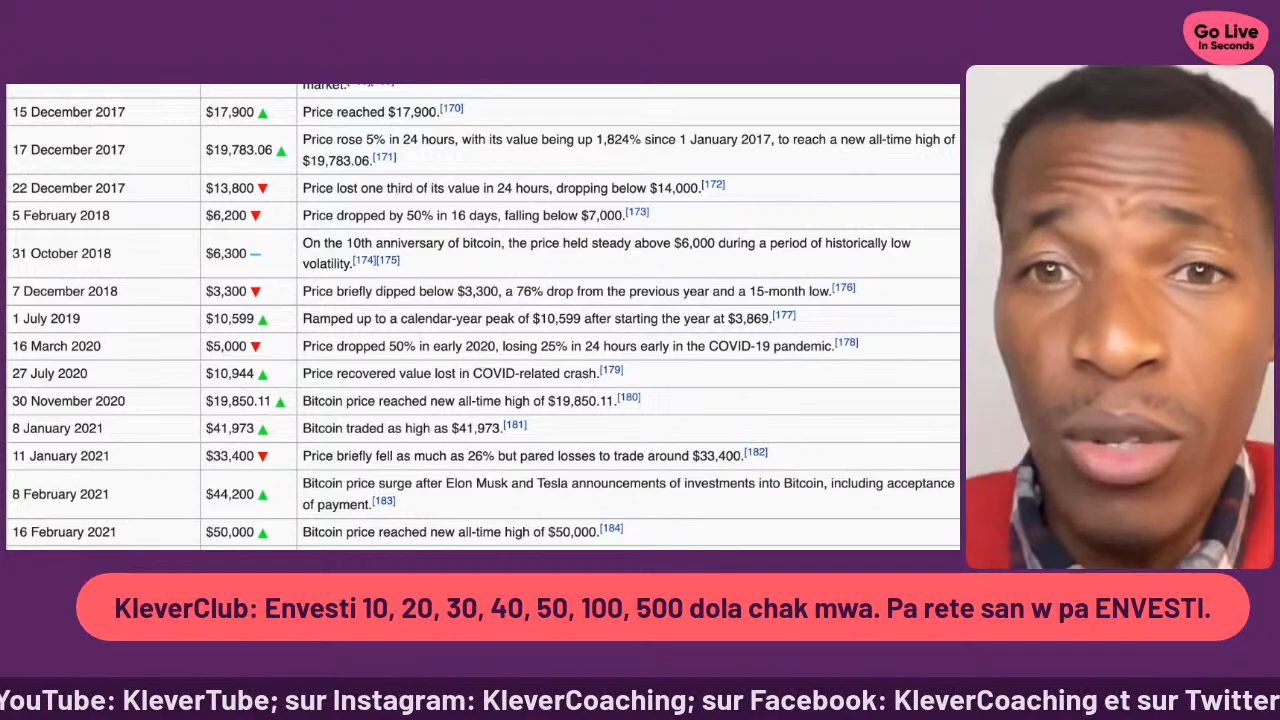 Go Live
In Seconds
market.
15 December 2017 $17,900 ▲ Price reached $17,900.[170]
17 December 2017 $19,783.06 ▲ Price rose 5% in 24 hours, with its value being up 1,824% since 1 January 2017, to reach a new all-time high of
$19,783.06.[171]
22 December 2017 $13,800 ▼ Price lost one third of its value in 24 hours, dropping below $14,000.[172]
5 February 2018 $6,200 ▼ Price dropped by 50% in 16 days, falling below $7,000.[173]
31 October 2018 $6,300 – On the 10th anniversary of bitcoin, the price held steady above $6,000 during a period of historically low
volatility.[174][175]
7 December 2018 $3,300 ▼ Price briefly dipped below $3,300, a 76% drop from the previous year and a 15-month low.[176]
1 July 2019 $10,599 ▲ Ramped up to a calendar-year peak of $10,599 after starting the year at $3,869.[177]
16 March 2020 $5,000 ▼ Price dropped 50% in early 2020, losing 25% in 24 hours early in the COVID-19 pandemic.[178]
27 July 2020 $10,944 ▲ Price recovered value lost in COVID-related crash.[179]
30 November 2020 $19,850.11 ▲ Bitcoin price reached new all-time high of $19,850.11.[180]
8 January 2021 $41,973 ▲ Bitcoin traded as high as $41,973.[181]
11 January 2021 $33,400 ▼ Price briefly fell as much as 26% but pared losses to trade around $33,400.[182]
8 February 2021 $44,200 ▲ Bitcoin price surge after Elon Musk and Tesla announcements of investments into Bitcoin, including acceptance
of payment.[183]
16 February 2021 $50,000 ▲ Bitcoin price reached new all-time high of $50,000.[184]
KleverClub: Envesti 10, 20, 30, 40, 50, 100, 500 dola chak mwa. Pa rete san w pa ENVESTI.
YouTube: KleverTube; sur Instagram: KleverCoaching; sur Facebook: KleverCoaching et sur Twitter